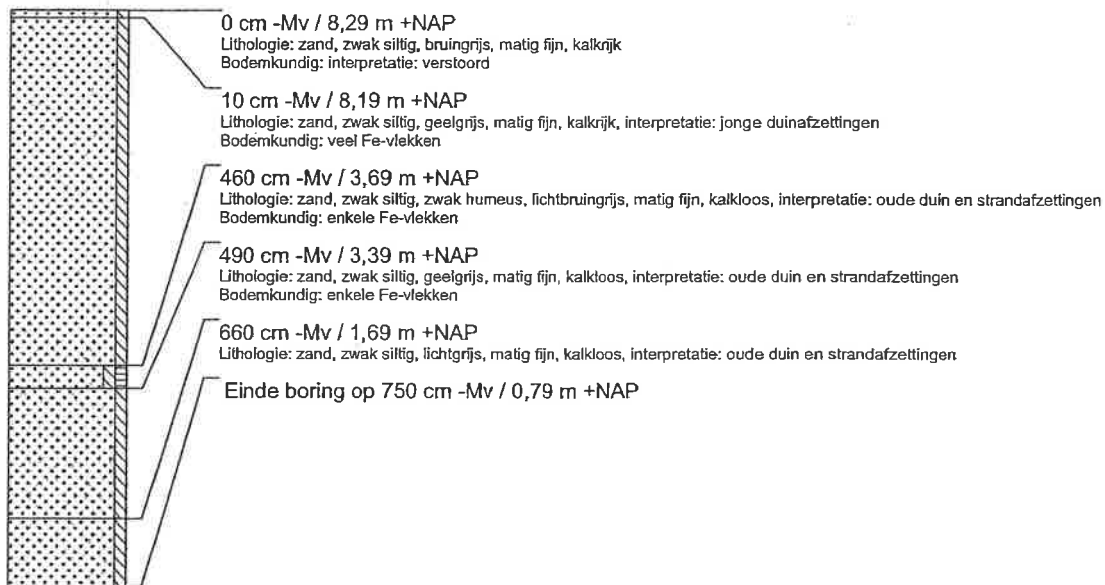 0 cm -Mv / 8,29 m +NAP
Lithologie: zand, zwak siltig, bruingrijs, matig fijn, kalkrijk
Bodemkundig: interpretatie: verstoord
10 cm -Mv / 8,19 m +NAP
Lithologie: zand, zwak siltig, geelgrijs, matig fijn, kalkrijk, interpretatie: jonge duinafzettingen
Bodemkundig: veel Fe-vlekken
460 cm -Mv / 3,69 m +NAP
Lithologie: zand, zwak siltig, zwak humeus, lichtbruingrijs, matig fijn, kalkloos, interpretatie: oude duin en strandafzettingen
Bodemkundig: enkele Fe-vlekken
490 cm -Mv / 3,39 m +NAP
Lithologie: zand, zwak siltig, geelgrijs, matig fijn, kalkloos, interpretatie: oude duin en strandafzettingen
Bodemkundig: enkele Fe-vlekken
660 cm -Mv / 1,69 m +NAP
Lithologie: zand, zwak siltig, lichtgrijs, matig fijn, kalkloos, interpretatie: oude duin en strandafzettingen
Einde boring op 750 cm -Mv / 0,79 m +NAP